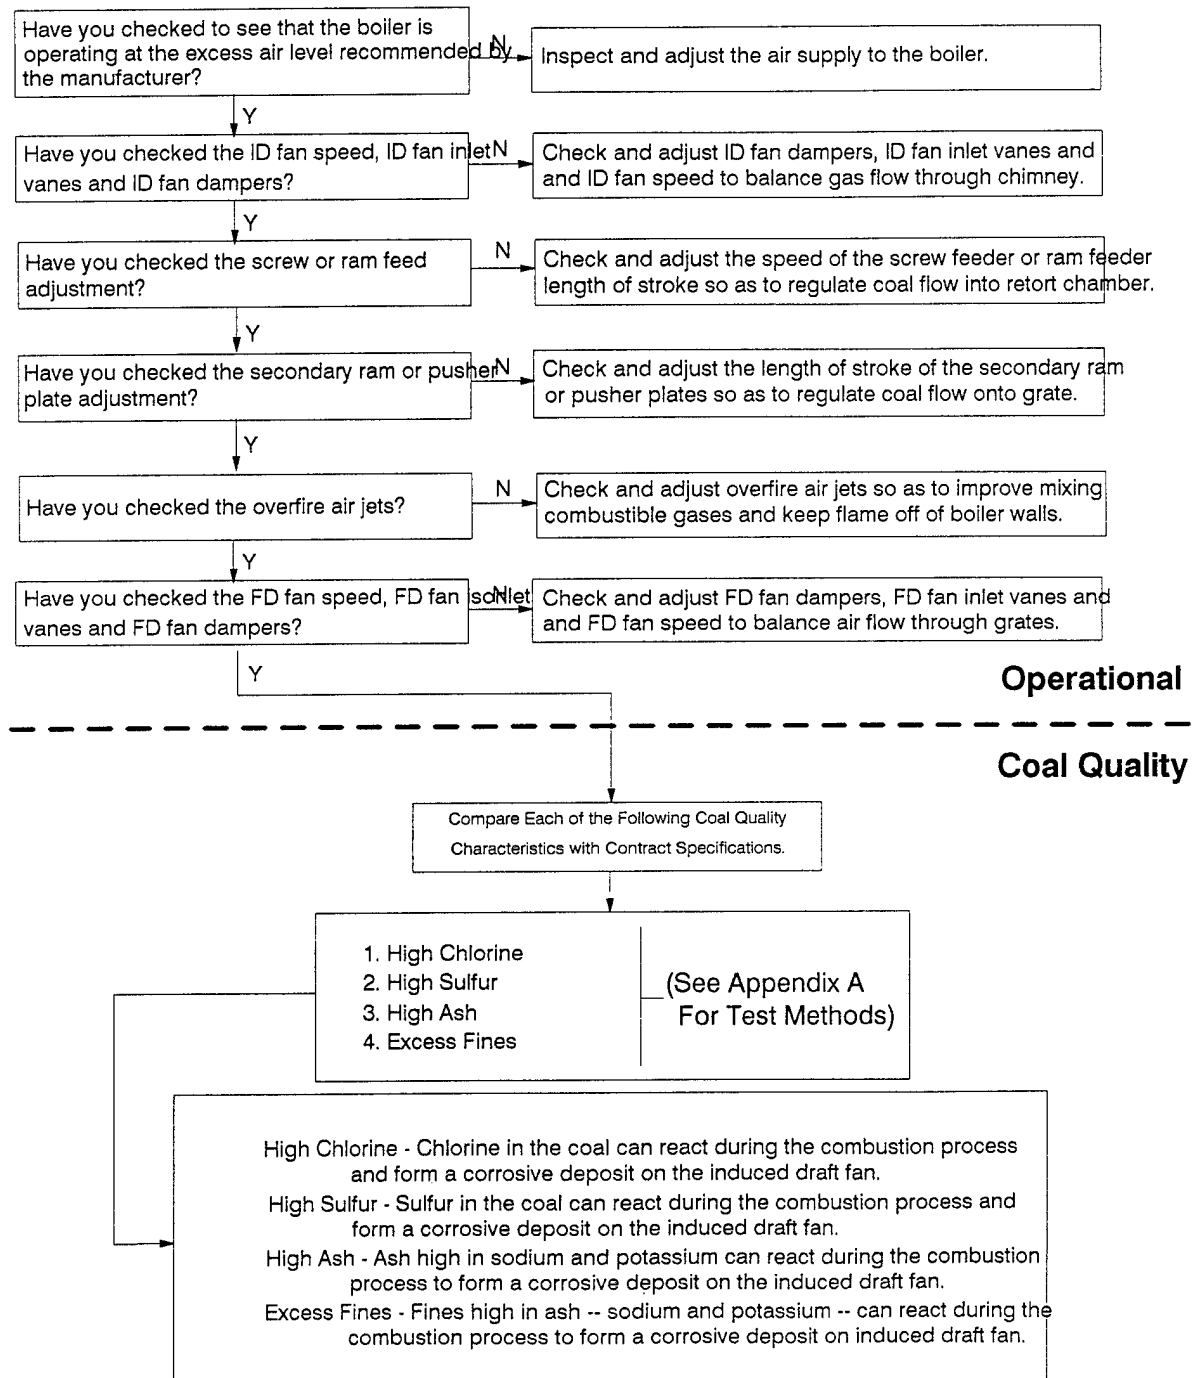 Have you checked to see that the boiler is
operating at the excess air level recommended by
the manufacturer?
N
Inspect and adjust the air supply to the boiler.
Y
Have you checked the ID fan speed, ID fan inlet
vanes and ID fan dampers?
N
Check and adjust ID fan dampers, ID fan inlet vanes and
and ID fan speed to balance gas flow through chimney.
Y
Have you checked the screw or ram feed
adjustment?
N
Check and adjust the speed of the screw feeder or ram feeder
length of stroke so as to regulate coal flow into retort chamber.
Y
Have you checked the secondary ram or pusher
plate adjustment?
N
Check and adjust the length of stroke of the secondary ram
or pusher plates so as to regulate coal flow onto grate.
Y
Have you checked the overfire air jets?
N
Check and adjust overfire air jets so as to improve mixing
combustible gases and keep flame off of boiler walls.
Y
Have you checked the FD fan speed, FD fan
vanes and FD fan dampers?
N
Check and adjust FD fan dampers, FD fan inlet vanes and
and FD fan speed to balance air flow through grates.
Y
Operational
Coal Quality
Compare Each of the Following Coal Quality
Characteristics with Contract Specifications.
1. High Chlorine
2. High Sulfur
3. High Ash
4. Excess Fines
(See Appendix A
For Test Methods)
High Chlorine - Chlorine in the coal can react during the combustion process
and form a corrosive deposit on the induced draft fan.
High Sulfur - Sulfur in the coal can react during the combustion process and
form a corrosive deposit on the induced draft fan.
High Ash - Ash high in sodium and potassium can react during the combustion
process to form a corrosive deposit on the induced draft fan.
Excess Fines - Fines high in ash -- sodium and potassium -- can react during the
combustion process to form a corrosive deposit on induced draft fan.